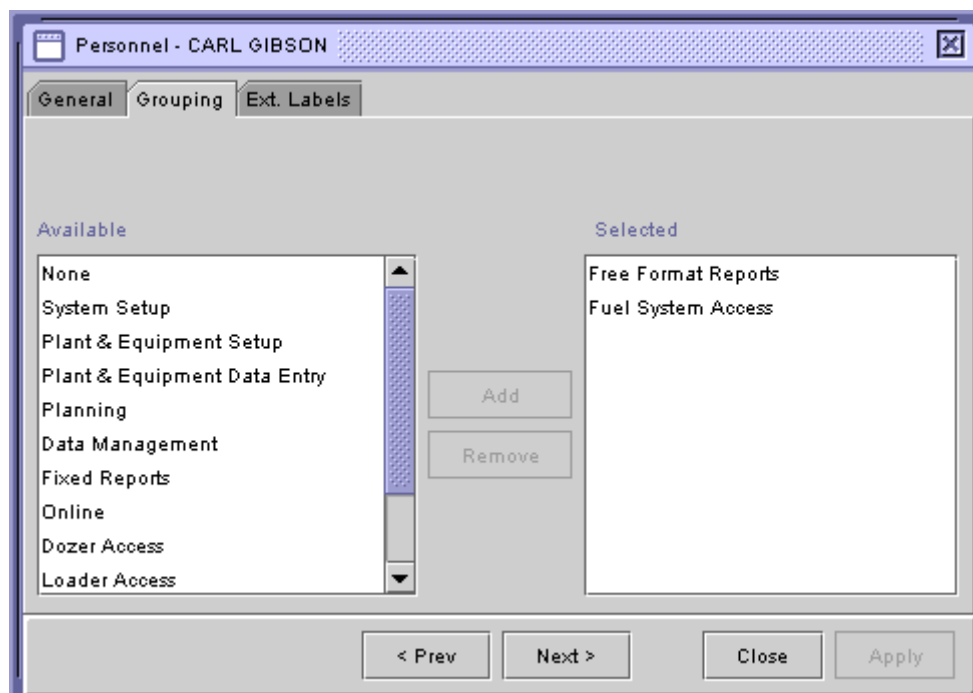 Personnel - CARL GIBSON
General Grouping Ext. Labels
Available
None
System Setup
Plant & Equipment Setup
Plant & Equipment Data Entry
Planning
Data Management
Fixed Reports
Online
Dozer Access
Loader Access
Add
Remove
Selected
Free Format Reports
Fuel System Access
< Prev Next > Close Apply